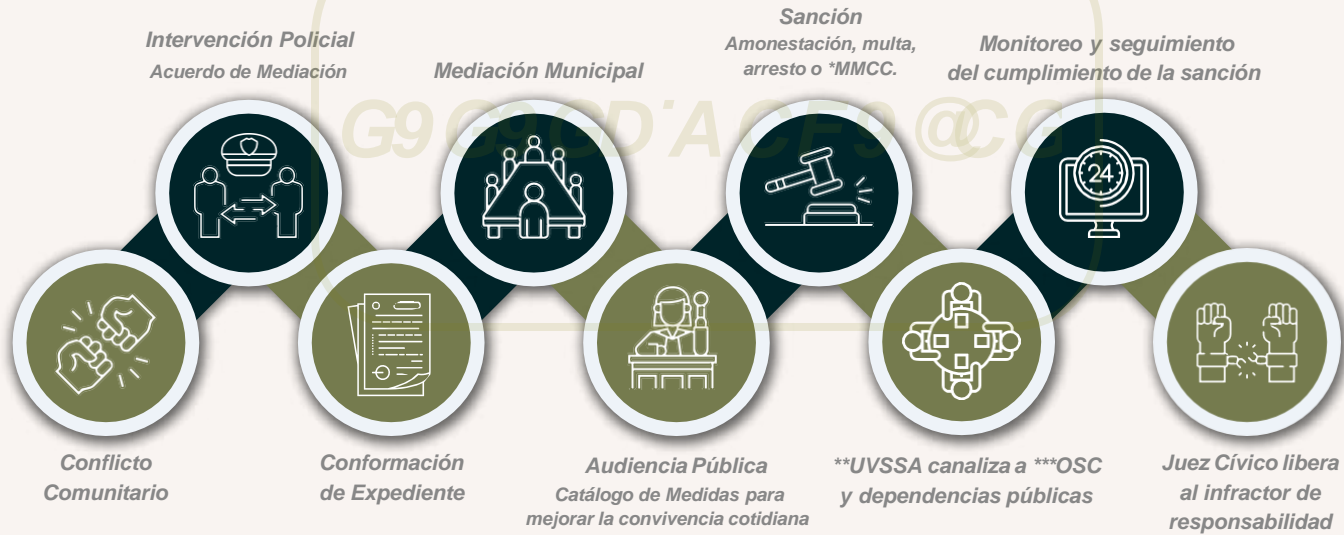 Conflicto
Comunitario
Intervención Policial
Acuerdo de Mediación
Conformación
de Expediente
Mediación Municipal
Audiencia Pública
Catálogo de Medidas para
mejorar la convivencia cotidiana
Sanción
Amonestación, multa,
arresto o *MMCC.
**UVSSA canaliza a ***OSC
y dependencias públicas
Monitoreo y seguimiento
del cumplimiento de la sanción
24
Juez Cívico libera
al infractor de
responsabilidad